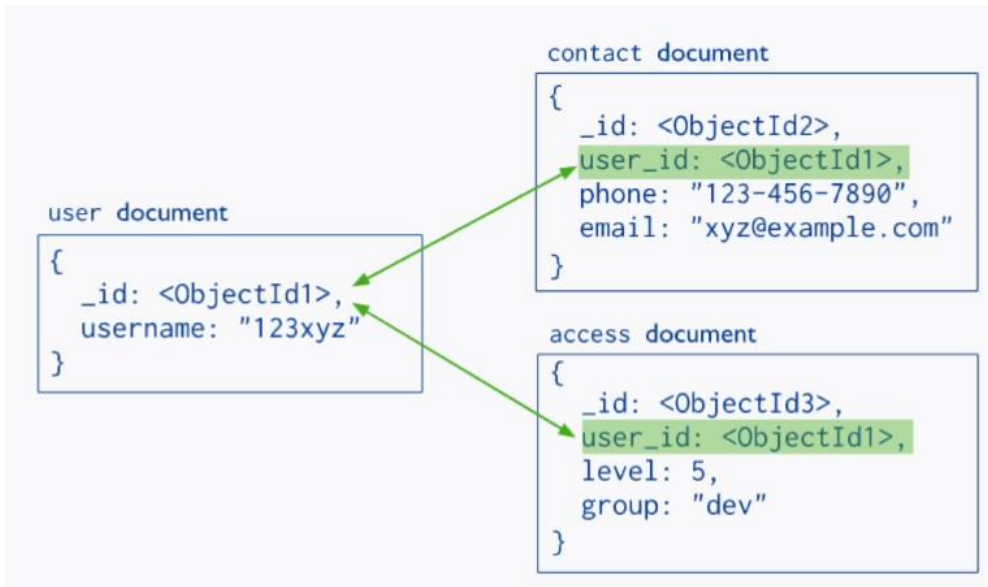 user document
{
_id: <ObjectId1>,
username: "123xyz"
}
contact document
{
_id: <ObjectId2>,
user_id: <ObjectId1>,
phone: "123-456-7890",
email: "xyz@example.com"
}
access document
{
_id: <ObjectId3>,
user_id: <ObjectId1>,
level: 5,
group: "dev"
}